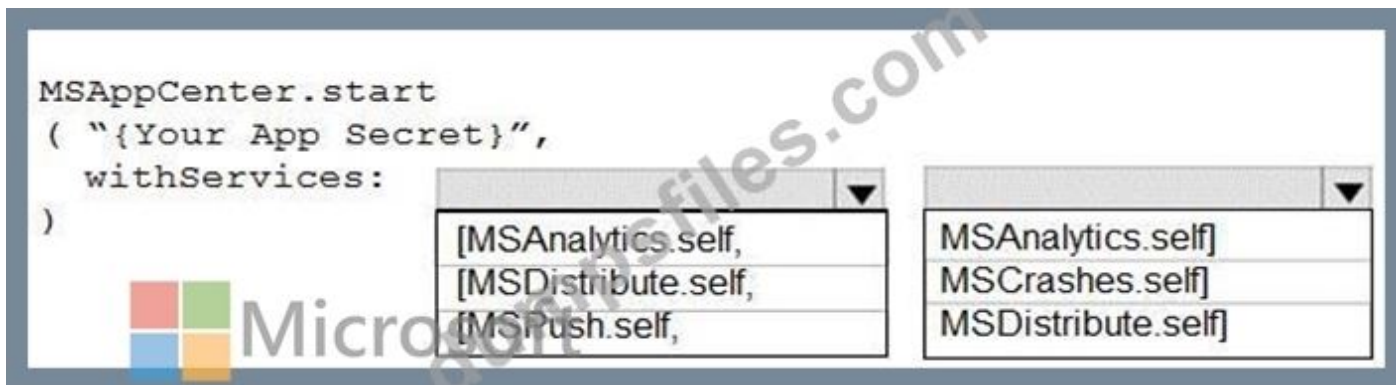 MSAppCenter.start
( “{Your App Secret}”,
withServices:
)
[MSAnalytics.self,
[MSDistribute.self,
[MSPush.self,
MSAnalytics.self]
MSCrashes.self]
MSDistribute.self]
Microsoft